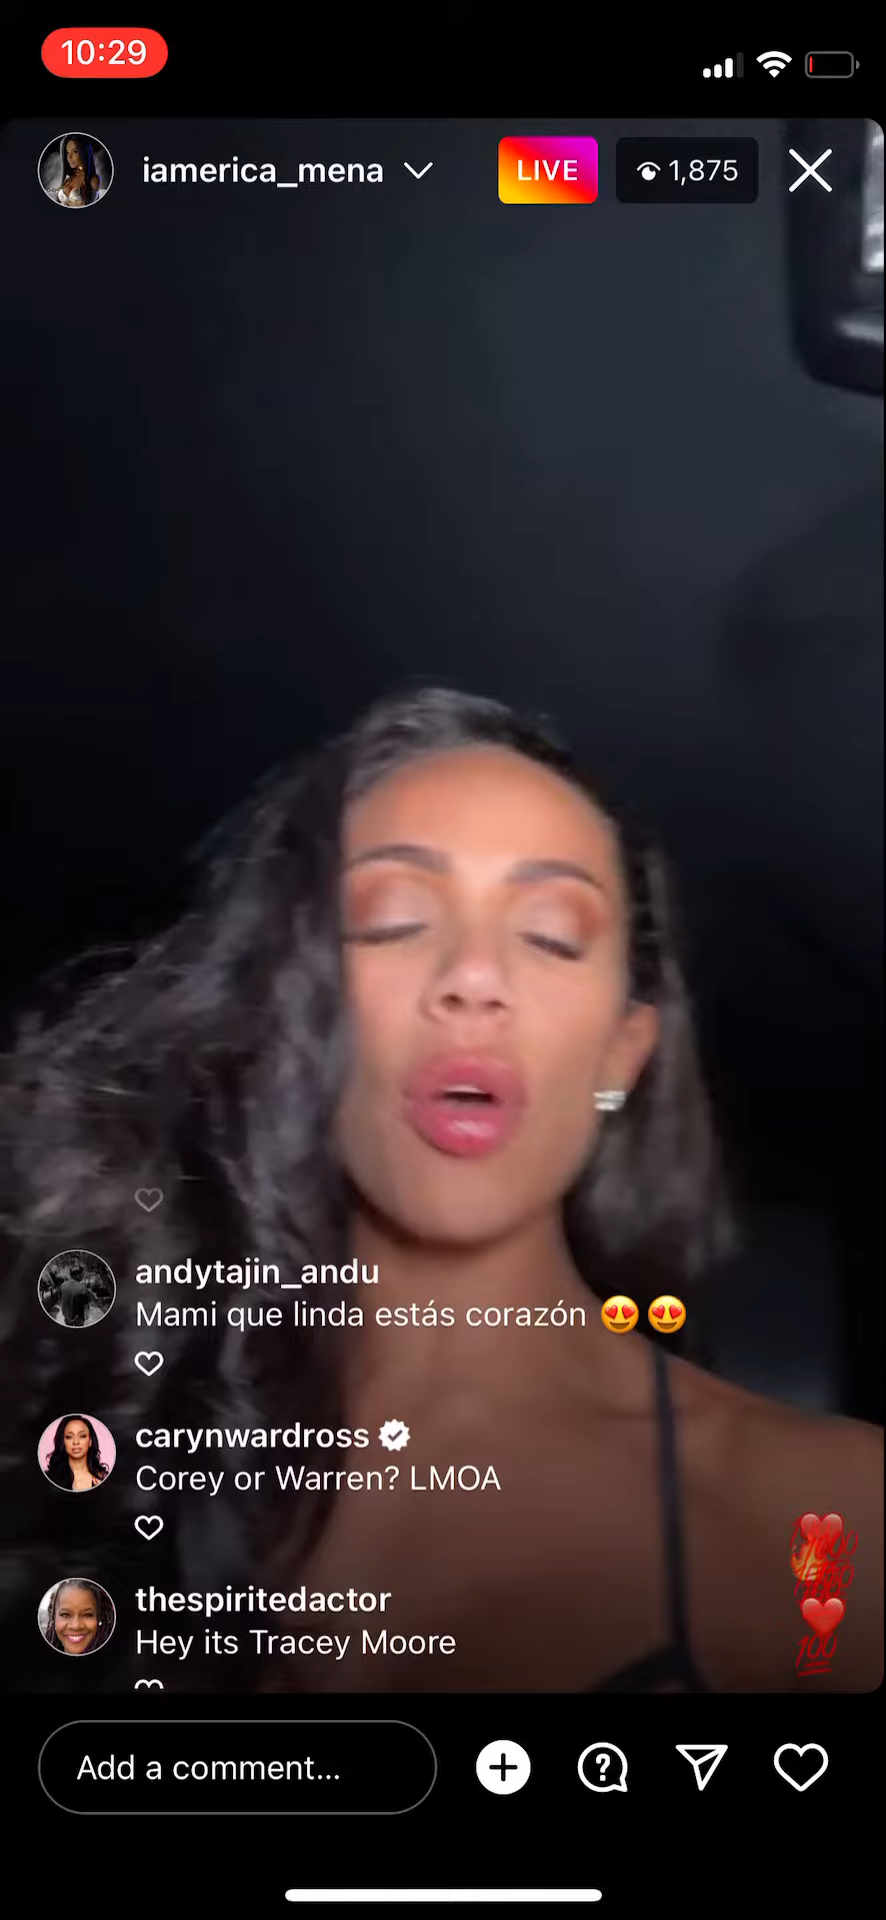 10:29
iamerica_mena
LIVE
1,875
andytajin_andu
Mami que linda estás corazón 😍😍
carynwardross
Corey or Warren? LMOA
thespiritedactor
Hey its Tracey Moore
100
Add a comment...